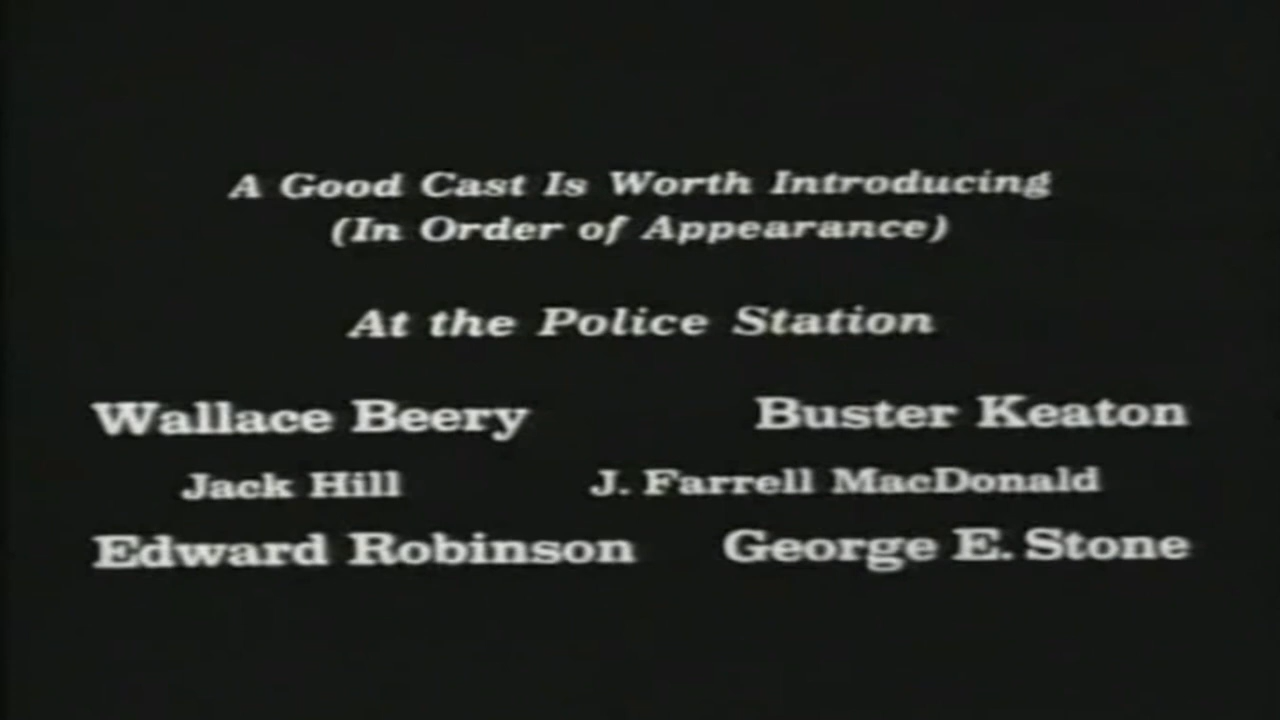 A Good Cast Is Worth Introducing
(In Order of Appearance)
At the Police Station
Wallace Beery Buster Keaton
Jack Hill J. Farrell MacDonald
Edward Robinson George E. Stone